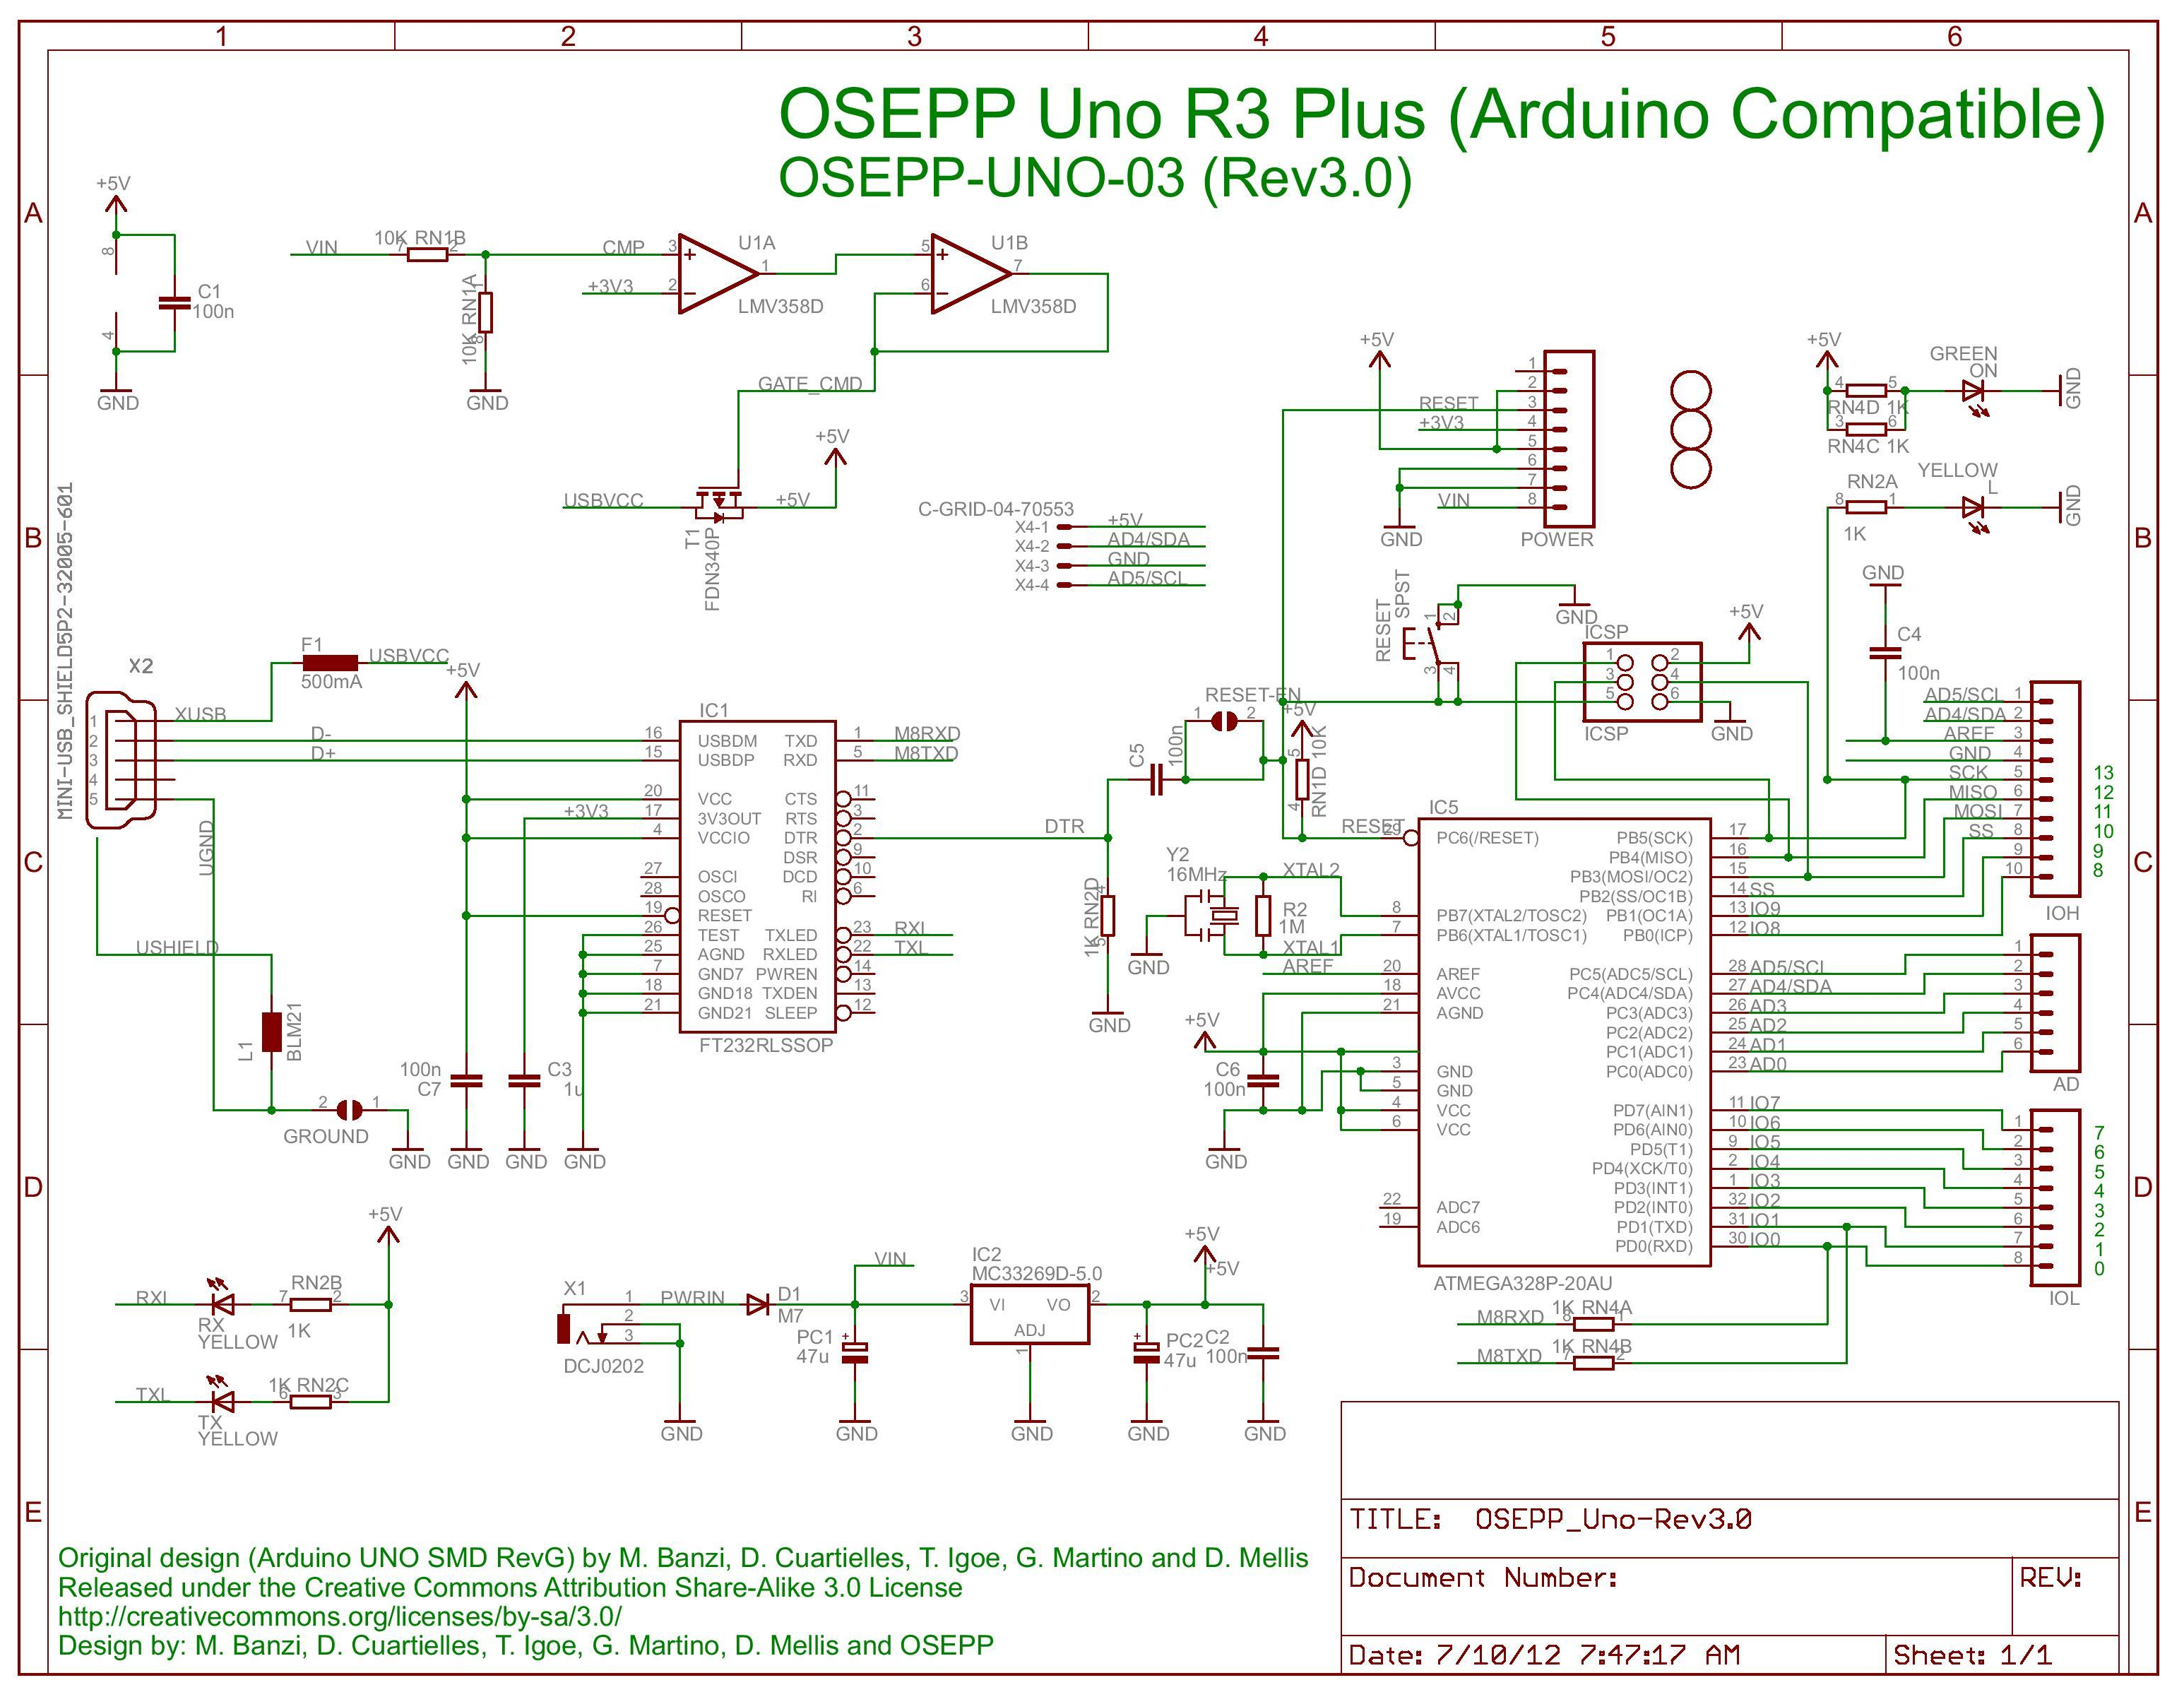 1 2 3 4 5 6
OSEPP Uno R3 Plus (Arduino Compatible)
OSEPP-UNO-03 (Rev3.0)
A
A
+5V
8
4
C1
100n
GND
VIN
10K RN1B
7 2
10K RN1A
1
8
GND
CMP
+3V3
3
2
1
U1A
LMV358D
5
6
7
U1B
LMV358D
GATE_CMD
USBVCC
+5V
+5V
T1
FDN340P
C-GRID-04-70553
X4-1 +5V
X4-2 AD4/SDA
X4-3 GND
X4-4 AD5/SCL
+5V
RESET
+3V3
VIN
1
2
3
4
5
6
7
8
GND
POWER
+5V
GREEN
ON
4 5
RN4D 1K
3 6
RN4C 1K
GND
YELLOW
L
RN2A
8 1
1K
GND
B
B
MINI-USB_SHIELD5P2-32005-601
X2
F1
500mA
USBVCC
+5V
XUSB
D-
D+
1
2
3
4
5
UGND
USHIELD
L1
BLM21
2 1
GROUND
GND
100n
C7
GND
C3
1u
GND
GND
+3V3
IC1
16 USBDM TXD 1 M8RXD
15 USBDP RXD 5 M8TXD
20 VCC CTS 11
17 3V3OUT RTS 3
4 VCCIO DTR 2
DSR 9
27 OSCI DCD 10
28 OSCO RI 6
19 RESET
26 TEST TXLED 23 RXL
25 AGND RXLED 22 TXL
7 GND7 PWREN 14
18 GND18 TXDEN 13
21 GND21 SLEEP 12
FT232RLSSOP
DTR
1K RN2D
4
5
GND
C5
100n
RESET-EN
1 2
+5V
RN1D 10K
5
4
RESET
SPST
1
2
3
4
GND
ICSP
1 2
3 4
5 6
ICSP
+5V
GND
GND
C4
100n
AD5/SCL 1
AD4/SDA 2
AREF 3
GND 4
SCK 5 13
MISO 6 12
MOSI 7 11
SS 8 10
9 9
10 8
IOH
C
C
Y2
16MHz
XTAL2
R2
1M
XTAL1
AREF
GND
+5V
C6
100n
GND
IC5
RESET 29 PC6(/RESET) PB5(SCK) 17
PB4(MISO) 16
PB3(MOSI/OC2) 15
PB2(SS/OC1B) 14 SS
8 PB7(XTAL2/TOSC2) PB1(OC1A) 13 IO9
7 PB6(XTAL1/TOSC1) PB0(ICP) 12 IO8
20 AREF PC5(ADC5/SCL) 28 AD5/SCL
18 AVCC PC4(ADC4/SDA) 27 AD4/SDA
21 AGND PC3(ADC3) 26 AD3
PC2(ADC2) 25 AD2
PC1(ADC1) 24 AD1
3 GND PC0(ADC0) 23 AD0
5 GND
4 VCC PD7(AIN1) 11 IO7
6 VCC PD6(AIN0) 10 IO6
PD5(T1) 9 IO5
PD4(XCK/T0) 2 IO4
PD3(INT1) 1 IO3
22 ADC7 PD2(INT0) 32 IO2
19 ADC6 PD1(TXD) 31 IO1
PD0(RXD) 30 IO0
ATMEGA328P-20AU
1
2
3
4
5
6
AD
1 7
2 6
3 5
4 4
5 3
6 2
7 1
8 0
IOL
M8RXD
1K RN4A
8 1
M8TXD
1K RN4B
7 2
D
D
+5V
RXL
RX
YELLOW
RN2B
7 2
1K
TXL
TX
YELLOW
1K RN2C
6 3
X1
1
2
3
DCJ0202
PWRIN
GND
D1
M7
VIN
PC1
47u
+
GND
IC2
MC33269D-5.0
3 VI VO 2
ADJ
1
GND
+5V
+5V
+
PC2
47u
GND
C2
100n
GND
E
E
Original design (Arduino UNO SMD RevG) by M. Banzi, D. Cuartielles, T. Igoe, G. Martino and D. Mellis
Released under the Creative Commons Attribution Share-Alike 3.0 License
http://creativecommons.org/licenses/by-sa/3.0/
Design by: M. Banzi, D. Cuartielles, T. Igoe, G. Martino, D. Mellis and OSEPP
TITLE: OSEPP_Uno-Rev3.0
Document Number:
REV:
Date: 7/10/12 7:47:17 AM
Sheet: 1/1